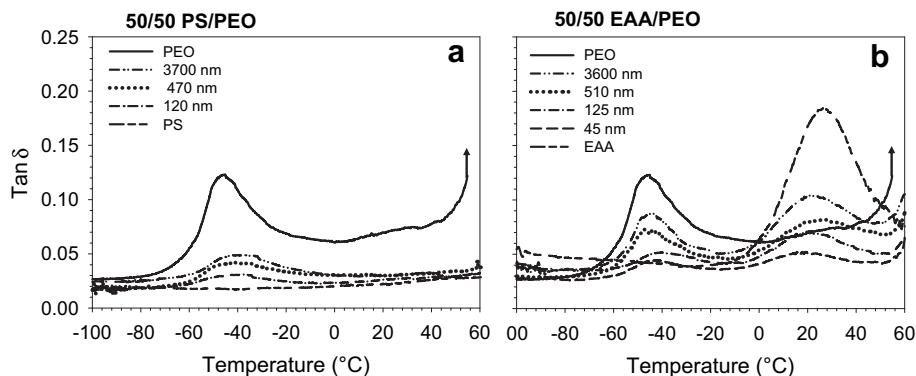 50/50 PS/PEO
a
PEO
3700 nm
470 nm
120 nm
PS
0.25
0.20
0.15
0.10
0.05
0.00
Tan δ
-100 -80 -60 -40 -20 0 20 40 60
Temperature (°C)
50/50 EAA/PEO
b
PEO
3600 nm
510 nm
125 nm
45 nm
EAA
00 -80 -60 -40 -20 0 20 40 60
Temperature (°C)